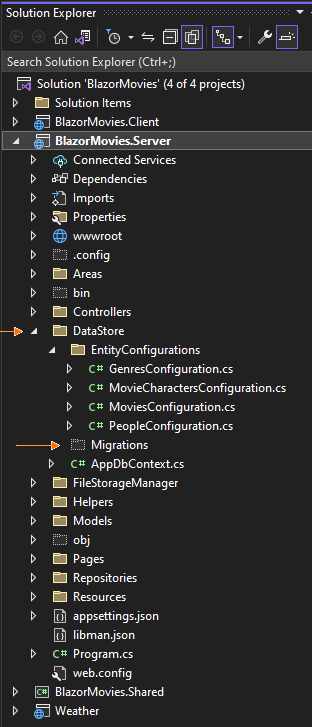 Solution Explorer
Search Solution Explorer (Ctrl+;)
Solution 'BlazorMovies' (4 of 4 projects)
Solution Items
BlazorMovies.Client
BlazorMovies.Server
Connected Services
Dependencies
Imports
Properties
wwwroot
.config
Areas
bin
Controllers
DataStore
EntityConfigurations
C# GenresConfiguration.cs
C# MovieCharactersConfiguration.cs
C# MoviesConfiguration.cs
C# PeopleConfiguration.cs
Migrations
C# AppDbContext.cs
FileStorageManager
Helpers
Models
obj
Pages
Repositories
Resources
appsettings.json
libman.json
C# Program.cs
web.config
C# BlazorMovies.Shared
Weather